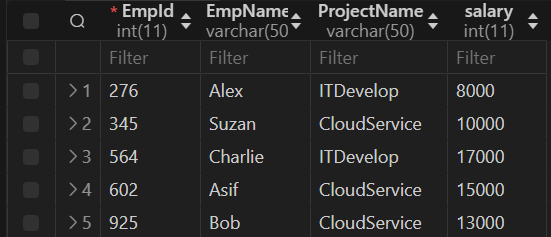 * EmpId EmpName ProjectName salary
int(11) varchar(50 varchar(50) int(11)
Filter Filter Filter Filter
1 276 Alex ITDevelop 8000
2 345 Suzan CloudService 10000
3 564 Charlie ITDevelop 17000
4 602 Asif CloudService 15000
5 925 Bob CloudService 13000